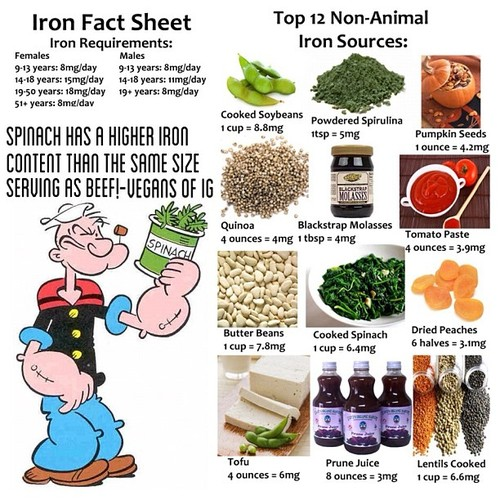 Iron Fact Sheet
Iron Requirements:
Females
9-13 years: 8mg/day
14-18 years: 15mg/day
19-50 years: 18mg/day
51+ years: 8mg/day
Males
9-13 years: 8mg/day
14-18 years: 11mg/day
19+ years: 8mg/day
SPINACH HAS A HIGHER IRON
CONTENT THAN THE SAME SIZE
SERVING AS BEEF!-VEGANS OF IG
SPINACH
Top 12 Non-Animal
Iron Sources:
Cooked Soybeans
1 cup = 8.8mg
Powdered Spirulina
1tsp = 5mg
Pumpkin Seeds
1 ounce = 4.2mg
Quinoa
4 ounces = 4mg
BLACKSTRAP
MOLASSES
Blackstrap Molasses
1 tbsp = 4mg
Tomato Paste
4 ounces = 3.9mg
Butter Beans
1 cup = 7.8mg
Cooked Spinach
1 cup = 6.4mg
Dried Peaches
6 halves = 3.1mg
Tofu
4 ounces = 6mg
Prune Juice
8 ounces = 3mg
Lentils Cooked
1 cup = 6.6mg